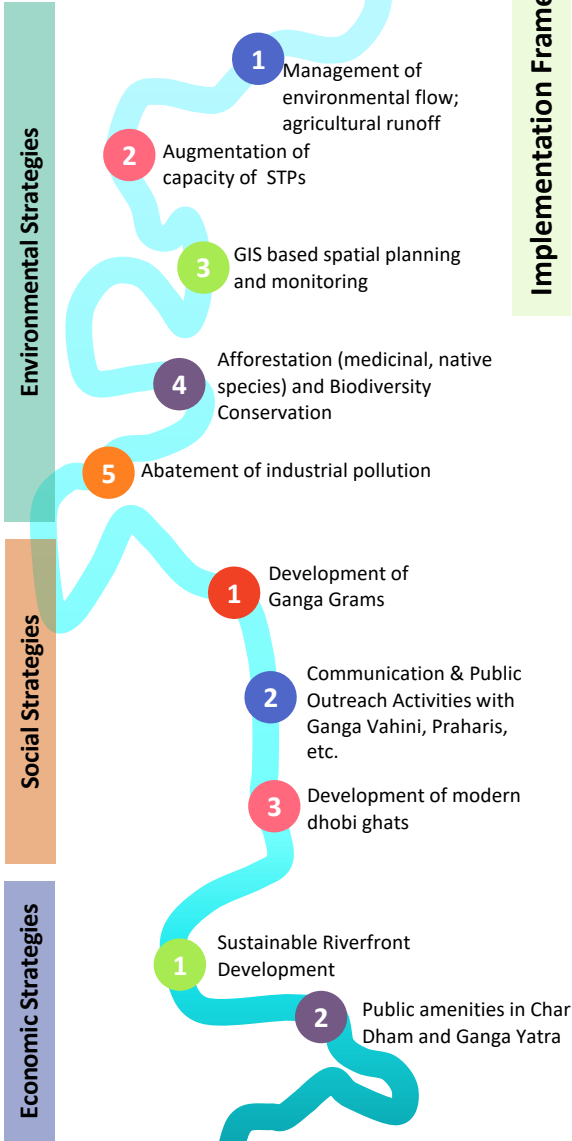 Implementation Frame
Environmental Strategies
1
Management of
environmental flow;
agricultural runoff
2
Augmentation of
capacity of STPs
3
GIS based spatial planning
and monitoring
4
Afforestation (medicinal, native
species) and Biodiversity
Conservation
5
Abatement of industrial pollution
Social Strategies
1
Development of
Ganga Grams
2
Communication & Public
Outreach Activities with
Ganga Vahini, Praharis,
etc.
3
Development of modern
dhobi ghats
Economic Strategies
1
Sustainable Riverfront
Development
2
Public amenities in Char
Dham and Ganga Yatra